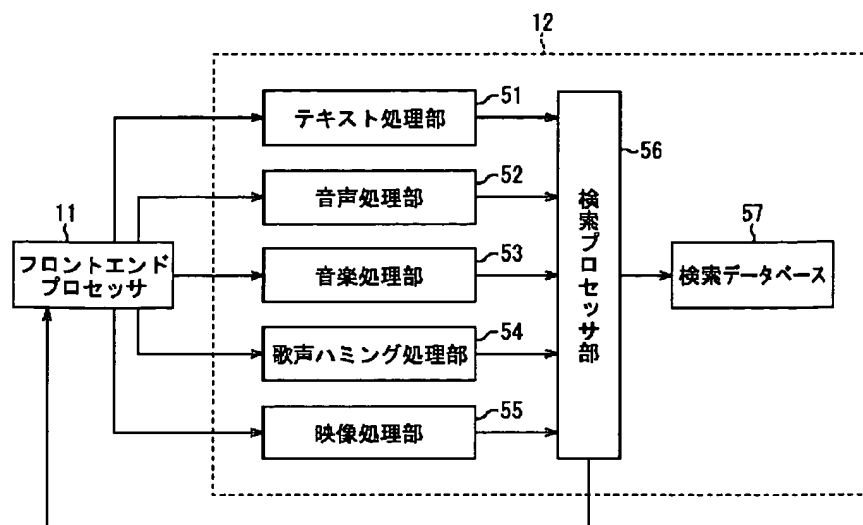 12
51
テキスト処理部
56
52
音声処理部
11
フロントエンド
プロセッサ
53
音楽処理部
検索プロセッサ部
57
検索データベース
54
歌声ハミング処理部
55
映像処理部